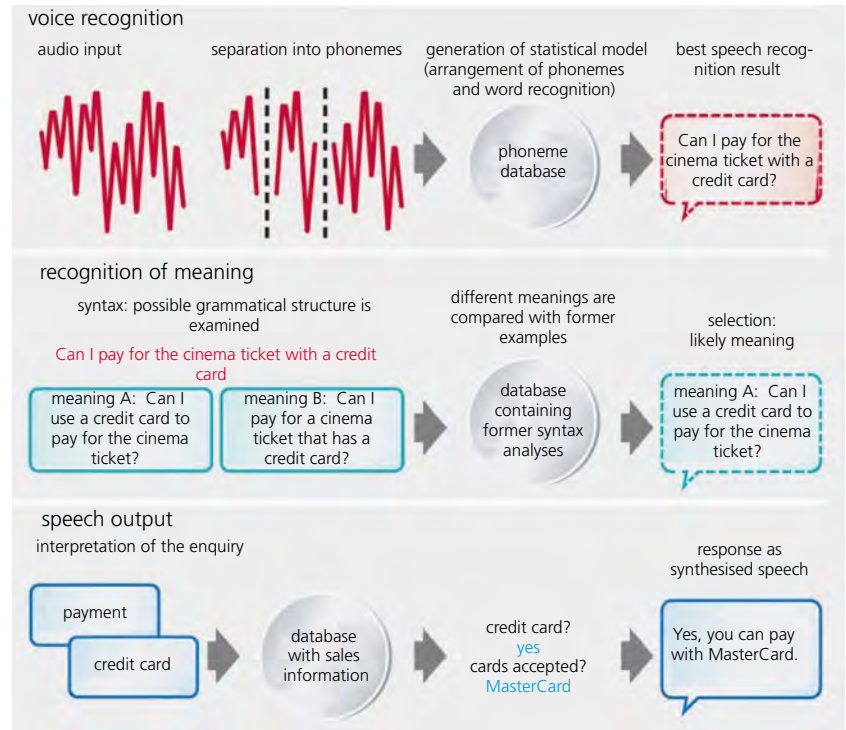 voice recognition
audio input
separation into phonemes
generation of statistical model
(arrangement of phonemes
and word recognition)
best speech recog-
nition result
phoneme
database
Can I pay for the
cinema ticket with a
credit card?
recognition of meaning
syntax: possible grammatical structure is
examined
Can I pay for the cinema ticket with a credit
card
meaning A: Can I
use a credit card to
pay for the cinema
ticket?
meaning B: Can I
pay for a cinema
ticket that has a
credit card?
different meanings are
compared with former
examples
database
containing
former syntax
analyses
selection:
likely meaning
meaning A: Can I
use a credit card to
pay for the cinema
ticket?
speech output
interpretation of the enquiry
payment
credit card
database
with sales
information
credit card?
yes
cards accepted?
MasterCard
response as
synthesised speech
Yes, you can pay
with MasterCard.